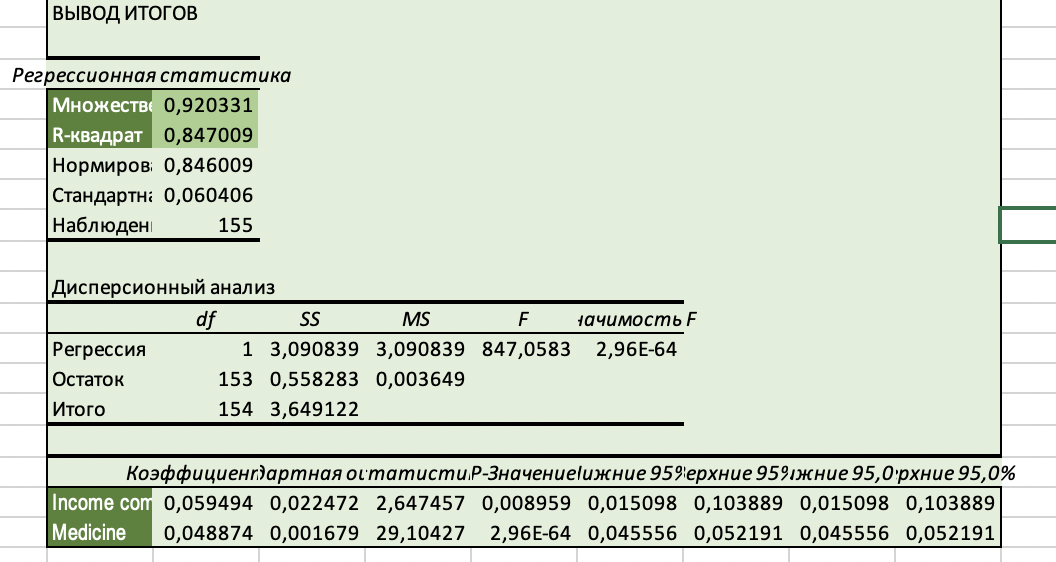 ВЫВОД ИТОГОВ
Регрессионная статистика
Множестве 0,920331
R-квадрат 0,847009
Нормиров 0,846009
Стандартна 0,060406
Наблюден 155
Дисперсионный анализ
df SS MS F начимость F
Регрессия 1 3,090839 3,090839 847,0583 2,96E-64
Остаток 153 0,558283 0,003649
Итого 154 3,649122
Коэффициент дартная о татисти P-Значение ижние 95% ерхние 95% ижние 95,0 рхние 95,0%
Income com 0,059494 0,022472 2,647457 0,008959 0,015098 0,103889 0,015098 0,103889
Medicine 0,048874 0,001679 29,10427 2,96E-64 0,045556 0,052191 0,045556 0,052191